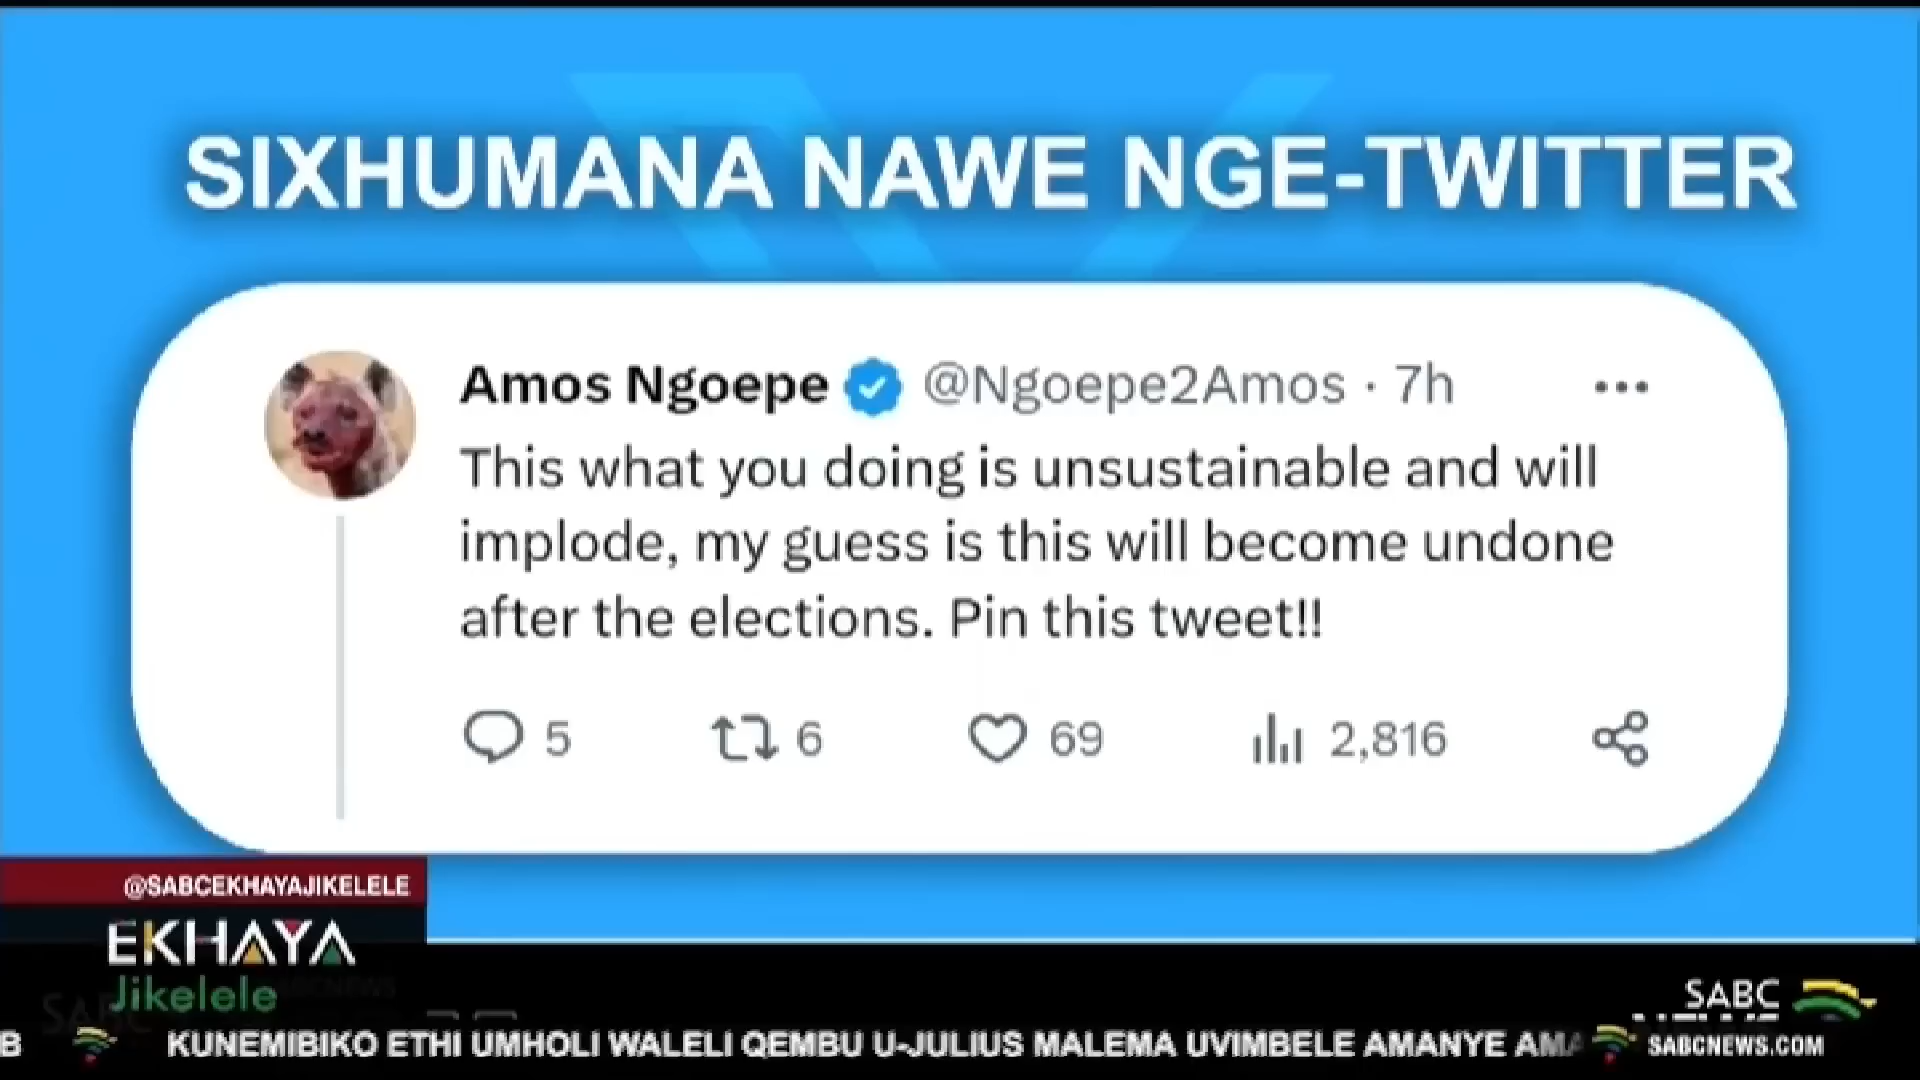 SIXHUMANA NAWE NGE-TWITTER
Amos Ngoepe @Ngoepe2Amos · 7h
This what you doing is unsustainable and will
implode, my guess is this will become undone
after the elections. Pin this tweet!!
5 6 69 2,816
@SABCEKHAYAJIKELELE
EKHAYA
Jikelele
SABC
B KUNEMIBIKO ETHI UMHOLI WALELI QEMBU U-JULIUS MALEMA UVIMBELE AMANYE AMA
SABCNEWS.COM